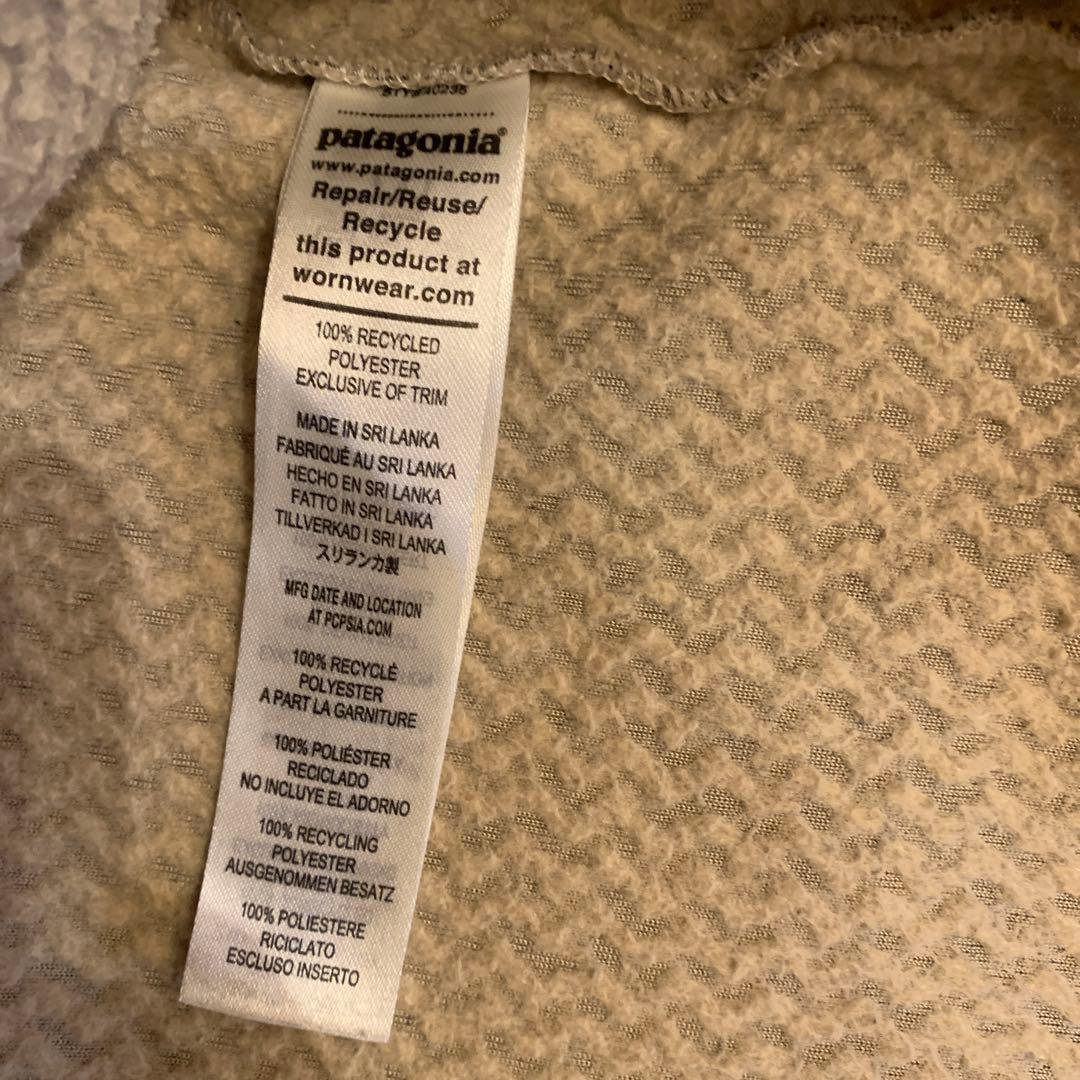 patagonia®
www.patagonia.com
Repair/Reuse/
Recycle
this product at
wornwear.com
100% RECYCLED
POLYESTER
EXCLUSIVE OF TRIM
MADE IN SRI LANKA
FABRIQUÉ AU SRI LANKA
HECHO EN SRI LANKA
FATTO IN SRI LANKA
TILLVERKAD I SRI LANKA
スリランカ製
MFG DATE AND LOCATION
AT PCPSIA.COM
100% RECYCLÉ
POLYESTER
A PART LA GARNITURE
100% POLIÉSTER
RECICLADO
NO INCLUYE EL ADORNO
100% RECYCLING
POLYESTER
AUSGENOMMEN BESATZ
100% POLIESTERE
RICICLATO
ESCLUSO INSERTO